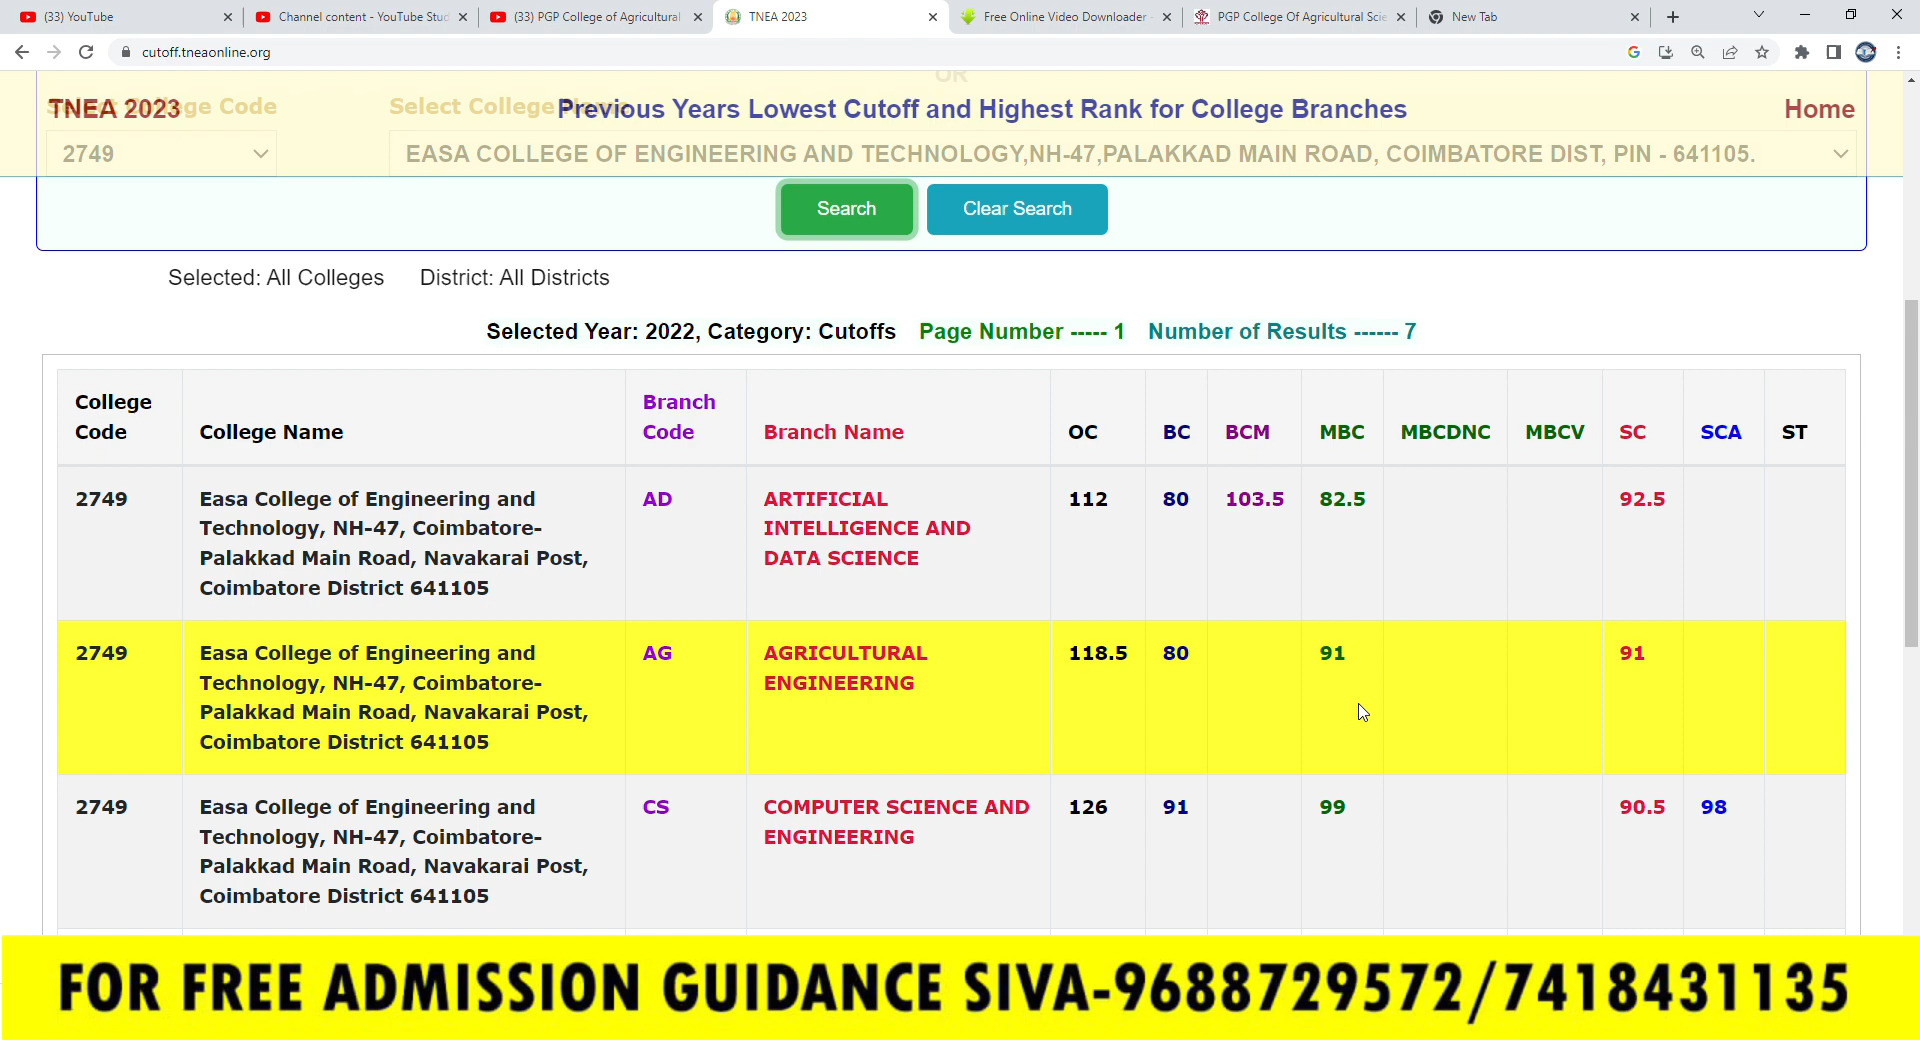 (33) YouTube
Channel content - YouTube Stud
(33) PGP College of Agricultural
TNEA 2023
Free Online Video Downloader -
PGP College Of Agricultural Scie
New Tab
cutoff.tneaonline.org
OR
Select College Code
Select College Name
TNEA 2023
Previous Years Lowest Cutoff and Highest Rank for College Branches
Home
2749
EASA COLLEGE OF ENGINEERING AND TECHNOLOGY,NH-47,PALAKKAD MAIN ROAD, COIMBATORE DIST, PIN - 641105.
Search
Clear Search
Selected: All Colleges District: All Districts
Selected Year: 2022, Category: Cutoffs Page Number ----- 1 Number of Results ------ 7
College Code
College Name
Branch Code
Branch Name
OC
BC
BCM
MBC
MBCDNC
MBCV
SC
SCA
ST
2749
Easa College of Engineering and
Technology, NH-47, Coimbatore-
Palakkad Main Road, Navakarai Post,
Coimbatore District 641105
AD
ARTIFICIAL
INTELLIGENCE AND
DATA SCIENCE
112
80
103.5
82.5
92.5
2749
Easa College of Engineering and
Technology, NH-47, Coimbatore-
Palakkad Main Road, Navakarai Post,
Coimbatore District 641105
AG
AGRICULTURAL
ENGINEERING
118.5
80
91
91
2749
Easa College of Engineering and
Technology, NH-47, Coimbatore-
Palakkad Main Road, Navakarai Post,
Coimbatore District 641105
CS
COMPUTER SCIENCE AND
ENGINEERING
126
91
99
90.5
98
FOR FREE ADMISSION GUIDANCE SIVA-9688729572/7418431135